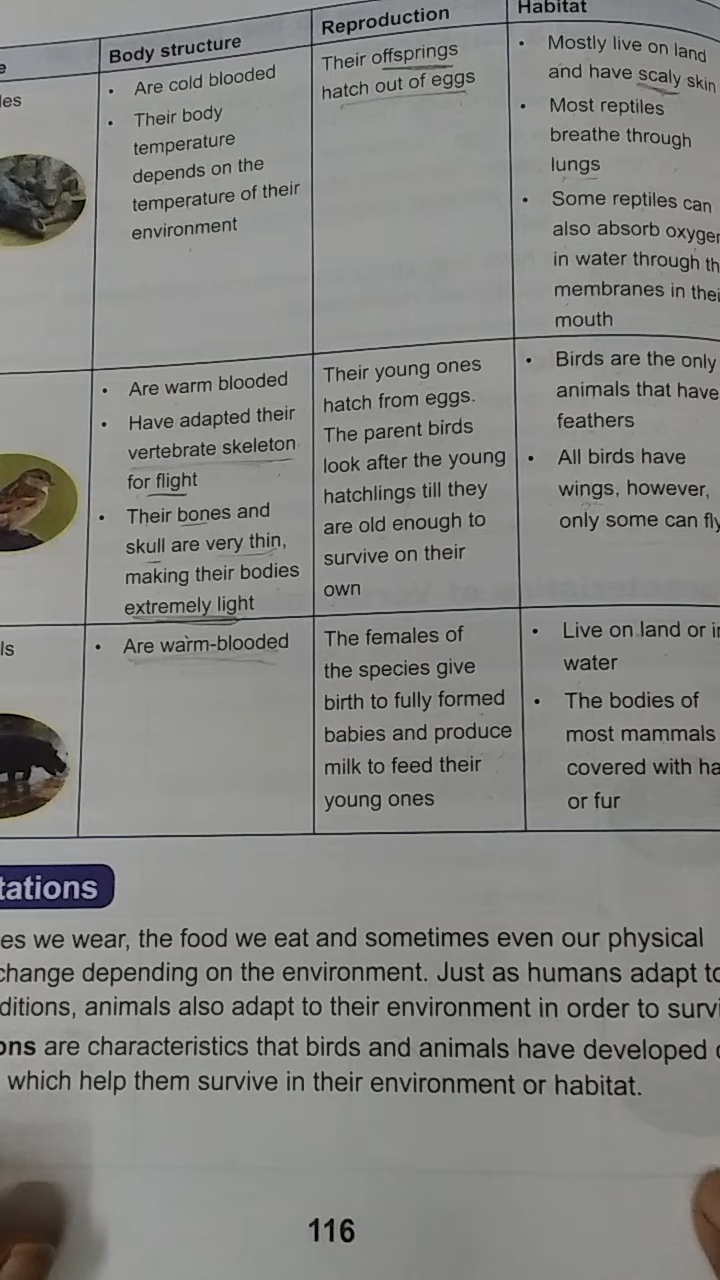 Body structure
Reproduction
Habitat
• Are cold blooded
• Their body
temperature
depends on the
temperature of their
environment
Their offsprings
hatch out of eggs
• Mostly live on land
and have scaly skin
• Most reptiles
breathe through
lungs
• Some reptiles can
also absorb
in water through
membranes in
mouth
• Are warm blooded
• Have adapted their
vertebrate skeleton
for flight
• Their bones and
skull are very thin,
making their bodies
extremely light
Their young ones
hatch from eggs.
The parent birds
look after the young
hatchlings till they
are old enough to
survive on their
own
• Birds are the only
animals that have
feathers
• All birds have
wings, however,
only some can
• Are warm-blooded
The females of
the species give
birth to fully formed
babies and produce
milk to feed their
young ones
• Live on land or
water
• The bodies of
most mammals
covered with
or fur
tations
es we wear, the food we eat and sometimes even our physical
change depending on the environment. Just as humans adapt to
ditions, animals also adapt to their environment in order to
ons are characteristics that birds and animals have developed
which help them survive in their environment or habitat.
116